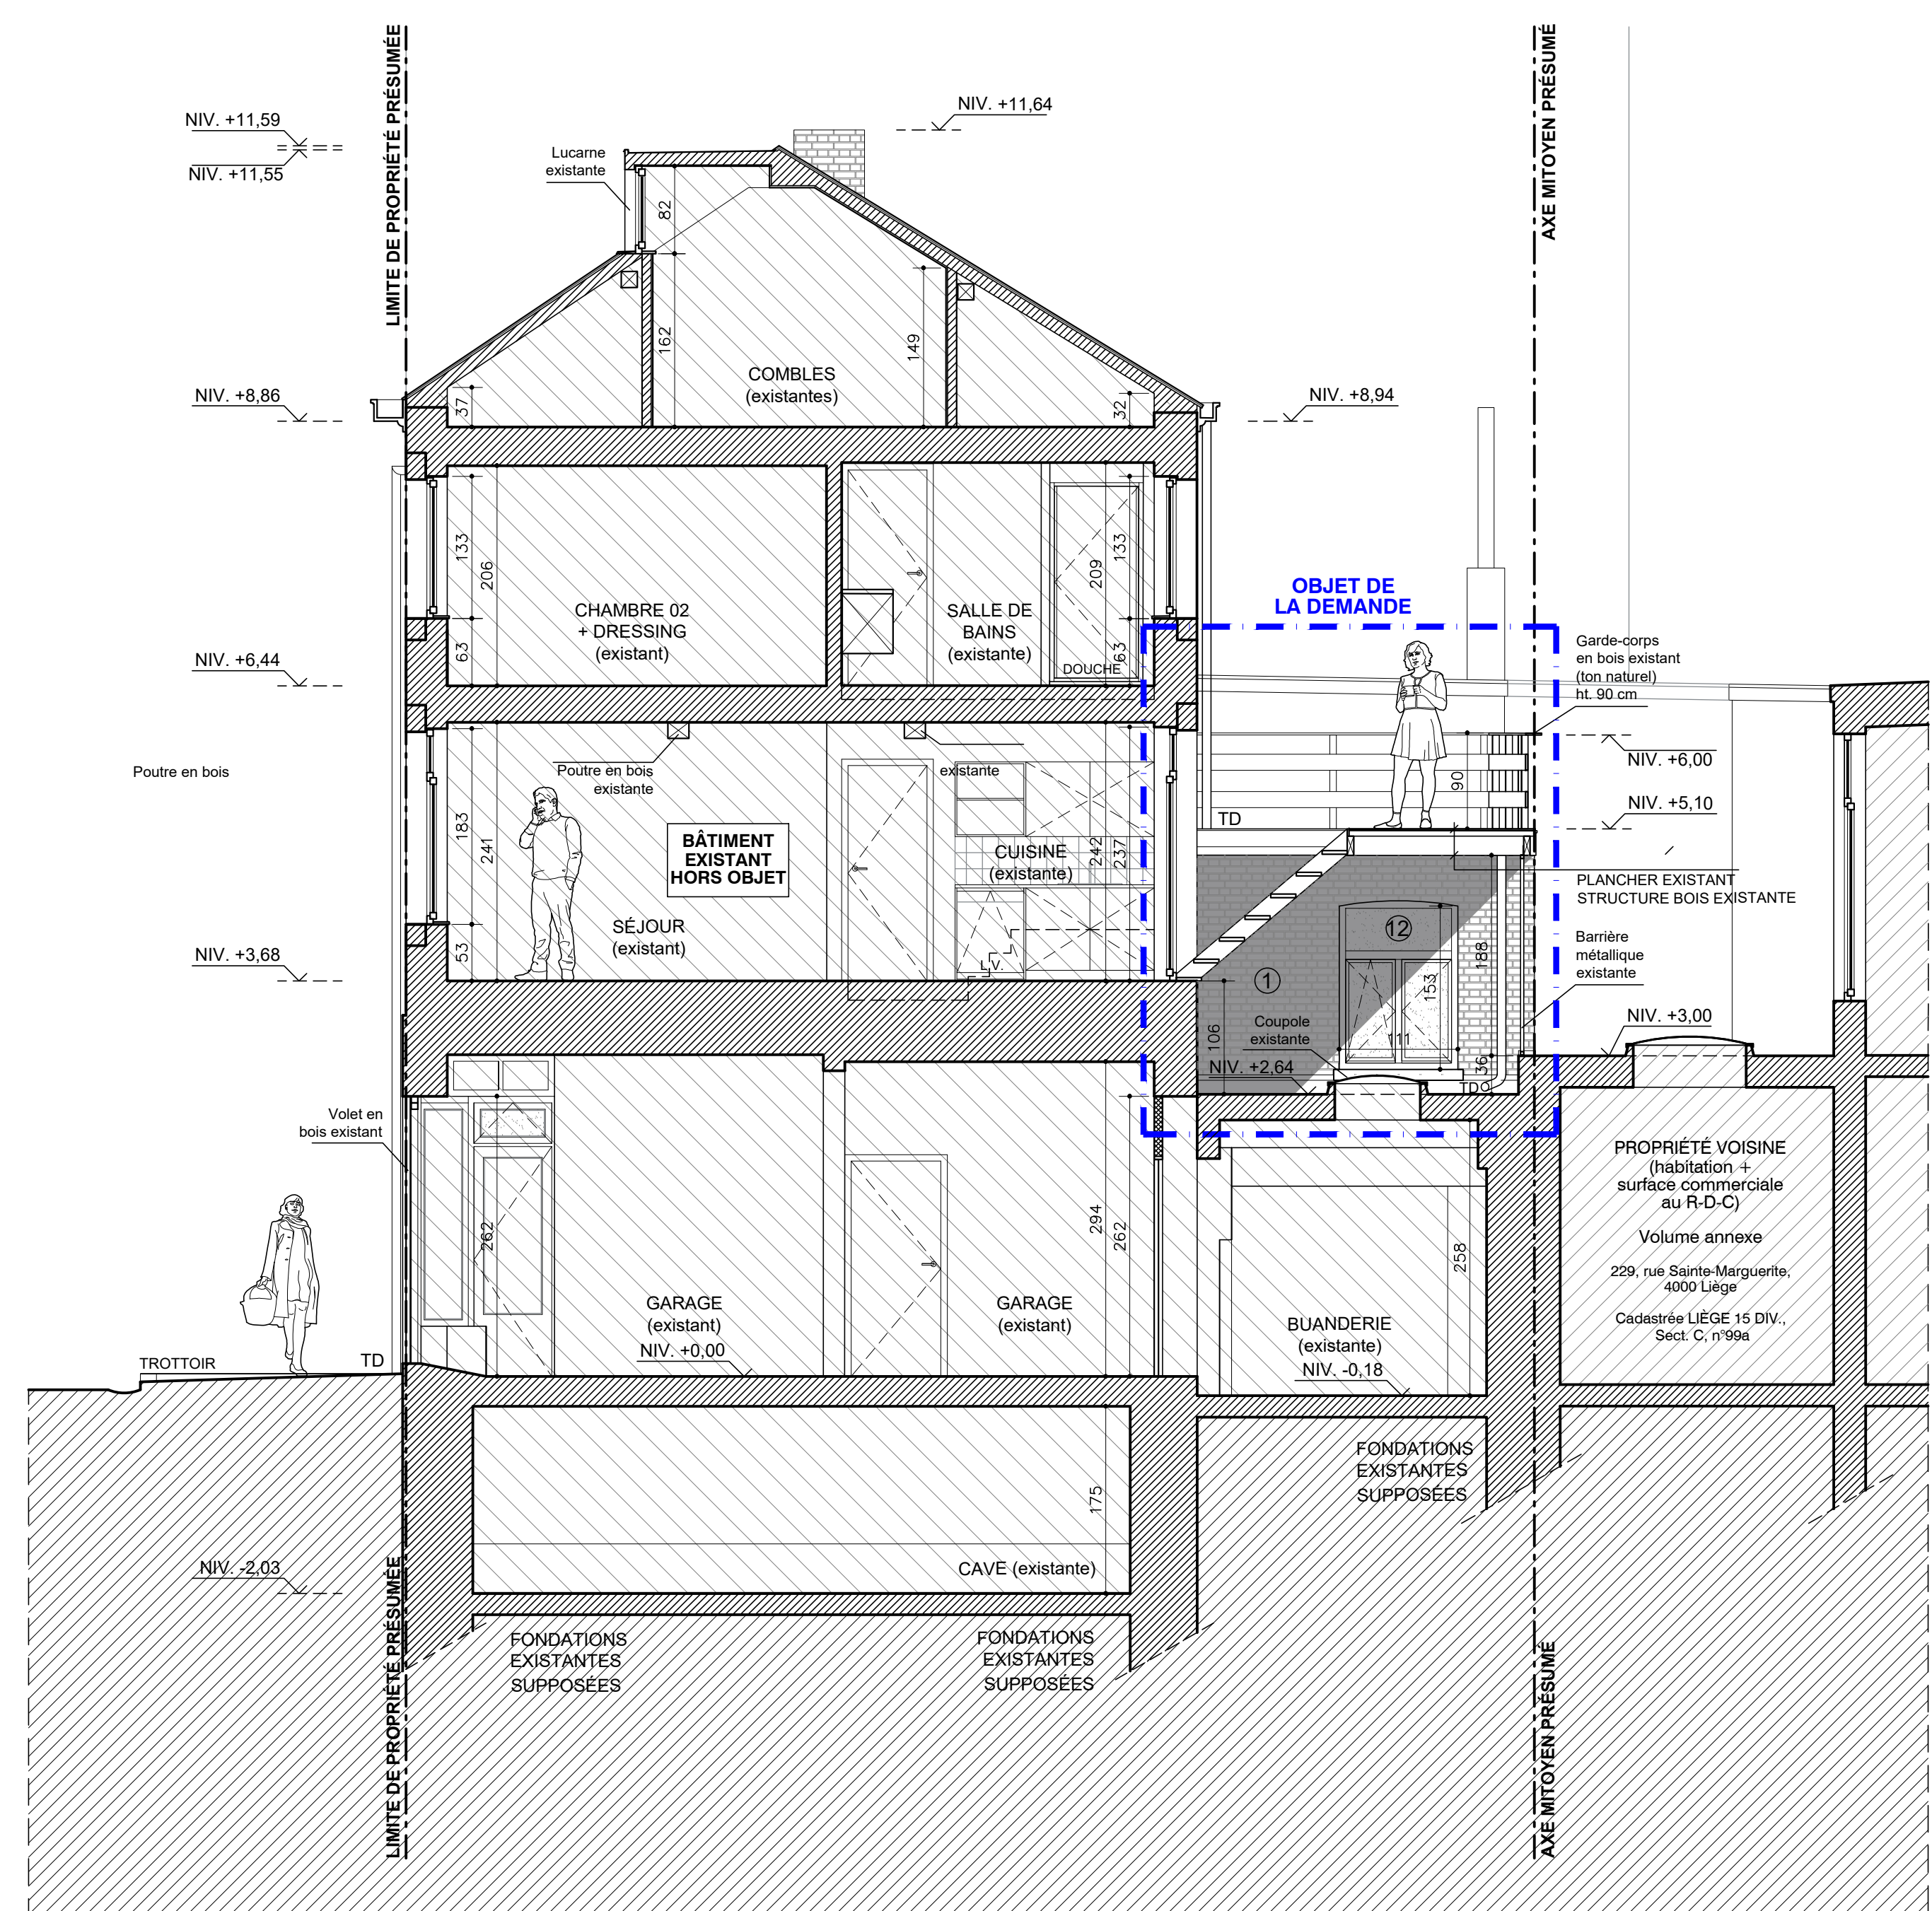 LIMITE DE PROPRIÉTÉ PRÉSUMÉE
AXE MITOYEN PRÉSUMÉ
NIV. +11,59
NIV. +11,55
NIV. +11,64
Lucarne
existante
82
162
149
COMBLES
(existantes)
37
32
NIV. +8,86
NIV. +8,94
133
206
63
CHAMBRE 02
+ DRESSING
(existant)
SALLE DE
BAINS
(existante)
209
133
63
DOUCHE
OBJET DE
LA DEMANDE
NIV. +6,44
Garde-corps
en bois existant
(ton naturel)
ht. 90 cm
NIV. +6,00
90
NIV. +5,10
TD
Poutre en bois
Poutre en bois
existante
existante
183
241
53
BÂTIMENT
EXISTANT
HORS OBJET
CUISINE
(existante)
242
237
SÉJOUR
(existant)
L.V.
PLANCHER EXISTANT
STRUCTURE BOIS EXISTANTE
12
1
188
153
111
106
36
Barrière
métallique
existante
NIV. +3,68
Coupole
existante
NIV. +3,00
NIV. +2,64
TD
Volet en
bois existant
262
294
262
258
GARAGE
(existant)
NIV. +0,00
GARAGE
(existant)
BUANDERIE
(existante)
NIV. -0,18
PROPRIÉTÉ VOISINE
(habitation +
surface commerciale
au R-D-C)
Volume annexe
229, rue Sainte-Marguerite,
4000 Liège
Cadastrée LIÈGE 15 DIV.,
Sect. C, n°99a
TROTTOIR
TD
FONDATIONS
EXISTANTES
SUPPOSÉES
175
CAVE (existante)
NIV. -2,03
FONDATIONS
EXISTANTES
SUPPOSÉES
FONDATIONS
EXISTANTES
SUPPOSÉES
LIMITE DE PROPRIÉTÉ PRÉSUMÉE
AXE MITOYEN PRÉSUMÉ